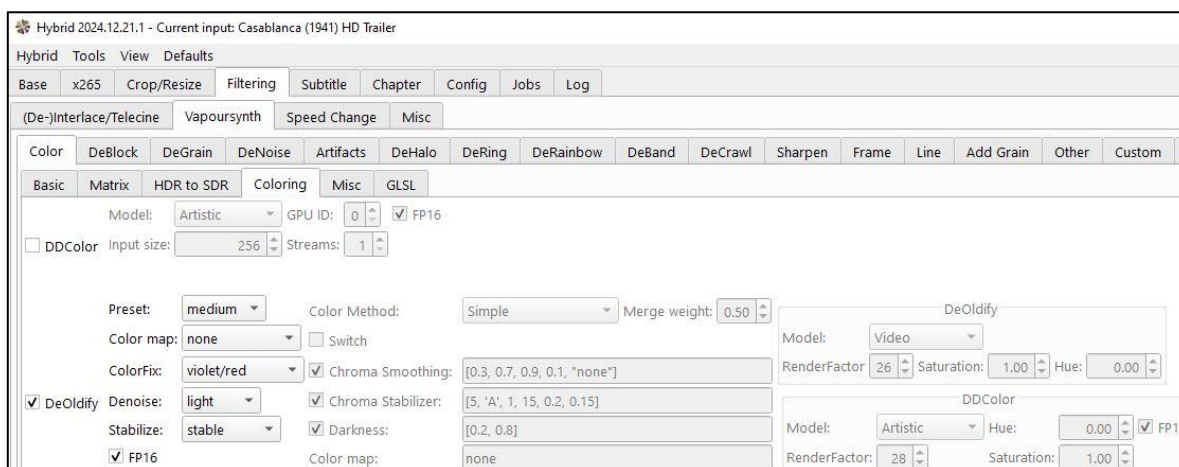 Hybrid 2024.12.21.1 - Current input: Casablanca (1941) HD Trailer
Hybrid Tools View Defaults
Base x265 Crop/Resize Filtering Subtitle Chapter Config Jobs Log
(De-)Interlace/Telecine Vapoursynth Speed Change Misc
Color DeBlock DeGrain DeNoise Artifacts DeHalo DeRing DeRainbow DeBand DeCrawl Sharpen Frame Line Add Grain Other Custom
Basic Matrix HDR to SDR Coloring Misc GLSL
Model: Artistic GPU ID: 0 FP16
DDColor Input size: 256 Streams: 1
Preset: medium Color Method: Simple Merge weight: 0.50 DeOldify
Color map: none Switch Model: Video
ColorFix: violet/red Chroma Smoothing: [0.3, 0.7, 0.9, 0.1, "none"] RenderFactor 26 Saturation: 1.00 Hue: 0.00
DeOldify Denoise: light Chroma Stabilizer: [5, 'A', 1, 15, 0.2, 0.15] DDColor
Stabilize: stable Darkness: [0.2, 0.8] Model: Artistic Hue: 0.00 FP1
FP16 Color map: none RenderFactor: 28 Saturation: 1.00